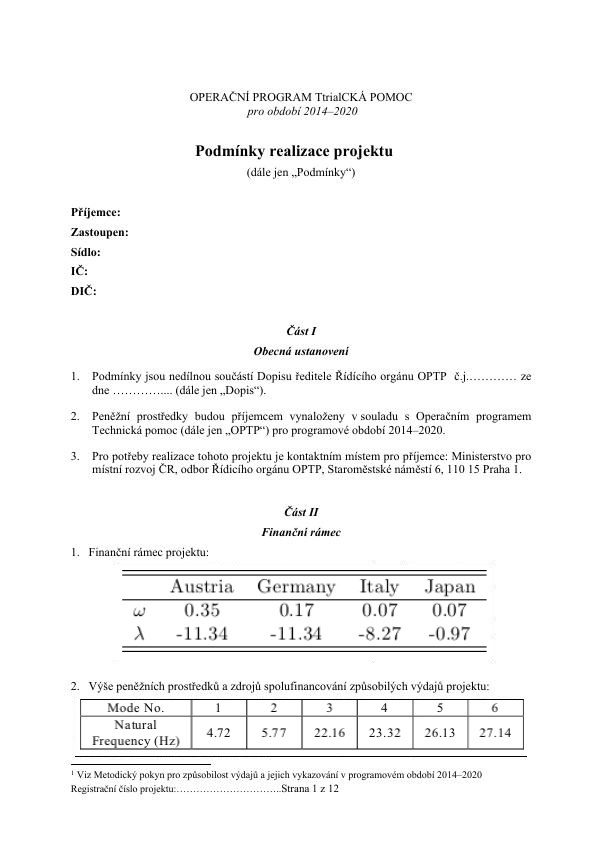 OPERAČNÍ PROGRAM TtrialCKÁ POMOC
pro období 2014–2020
Podmínky realizace projektu
(dále jen „Podmínky“)
Příjemce:
Zastoupen:
Sídlo:
IČ:
DIČ:
Část I
Obecná ustanovení
1. Podmínky jsou nedílnou součástí Dopisu ředitele Řídícího orgánu OPTP č.j………… ze
dne ………….... (dále jen „Dopis“).
2. Peněžní prostředky budou příjemcem vynaloženy v souladu s Operačním programem
Technická pomoc (dále jen „OPTP“) pro programové období 2014–2020.
3. Pro potřeby realizace tohoto projektu je kontaktním místem pro příjemce: Ministerstvo pro
místní rozvoj ČR, odbor Řídicího orgánu OPTP, Staroměstské náměstí 6, 110 15 Praha 1.
Část II
Finanční rámec
1. Finanční rámec projektu:
Austria Germany Italy Japan
ω 0.35 0.17 0.07 0.07
λ -11.34 -11.34 -8.27 -0.97
2. Výše peněžních prostředků a zdrojů spolufinancování způsobilých výdajů projektu:
Mode No. 1 2 3 4 5 6
Natural
Frequency (Hz) 4.72 5.77 22.16 23.32 26.13 27.14
1 Viz Metodický pokyn pro způsobilost výdajů a jejich vykazování v programovém období 2014–2020
Registrační číslo projektu:…………………………..Strana 1 z 12